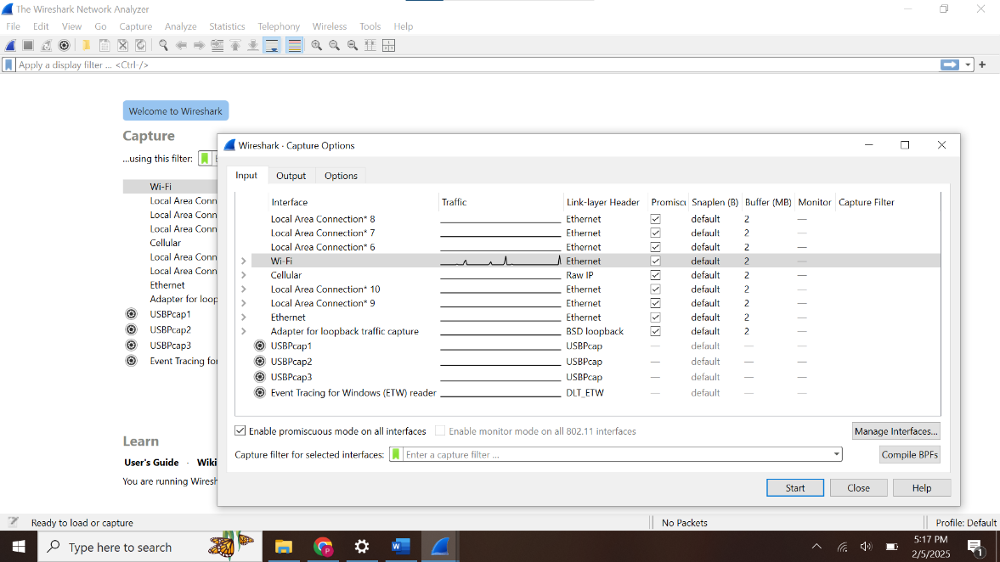 The Wireshark Network Analyzer
File Edit View Go Capture Analyze Statistics Telephony Wireless Tools Help
Apply a display filter ... <Ctrl-/>
Welcome to Wireshark
Capture
...using this filter:
Wi-Fi
Local Area Conn
Local Area Conn
Local Area Conn
Cellular
Local Area Conn
Local Area Conn
Ethernet
Adapter for loop
USBPcap1
USBPcap2
USBPcap3
Event Tracing for
Learn
User's Guide · Wiki
You are running Wiresh
Wireshark · Capture Options
Input Output Options
Interface Traffic Link-layer Header Promiscu Snaplen (B) Buffer (MB) Monitor Capture Filter
Local Area Connection* 8 Ethernet default 2 —
Local Area Connection* 7 Ethernet default 2 —
Local Area Connection* 6 Ethernet default 2 —
Wi-Fi Ethernet default 2 —
Cellular Raw IP default 2 —
Local Area Connection* 10 Ethernet default 2 —
Local Area Connection* 9 Ethernet default 2 —
Ethernet Ethernet default 2 —
Adapter for loopback traffic capture BSD loopback default 2 —
USBPcap1 USBPcap — default — —
USBPcap2 USBPcap — default — —
USBPcap3 USBPcap — default — —
Event Tracing for Windows (ETW) reader DLT_ETW — default — —
Enable promiscuous mode on all interfaces Enable monitor mode on all 802.11 interfaces Manage Interfaces...
Capture filter for selected interfaces: Enter a capture filter ... Compile BPFs
Start Close Help
Ready to load or capture No Packets Profile: Default
Type here to search
5:17 PM
2/5/2025
1